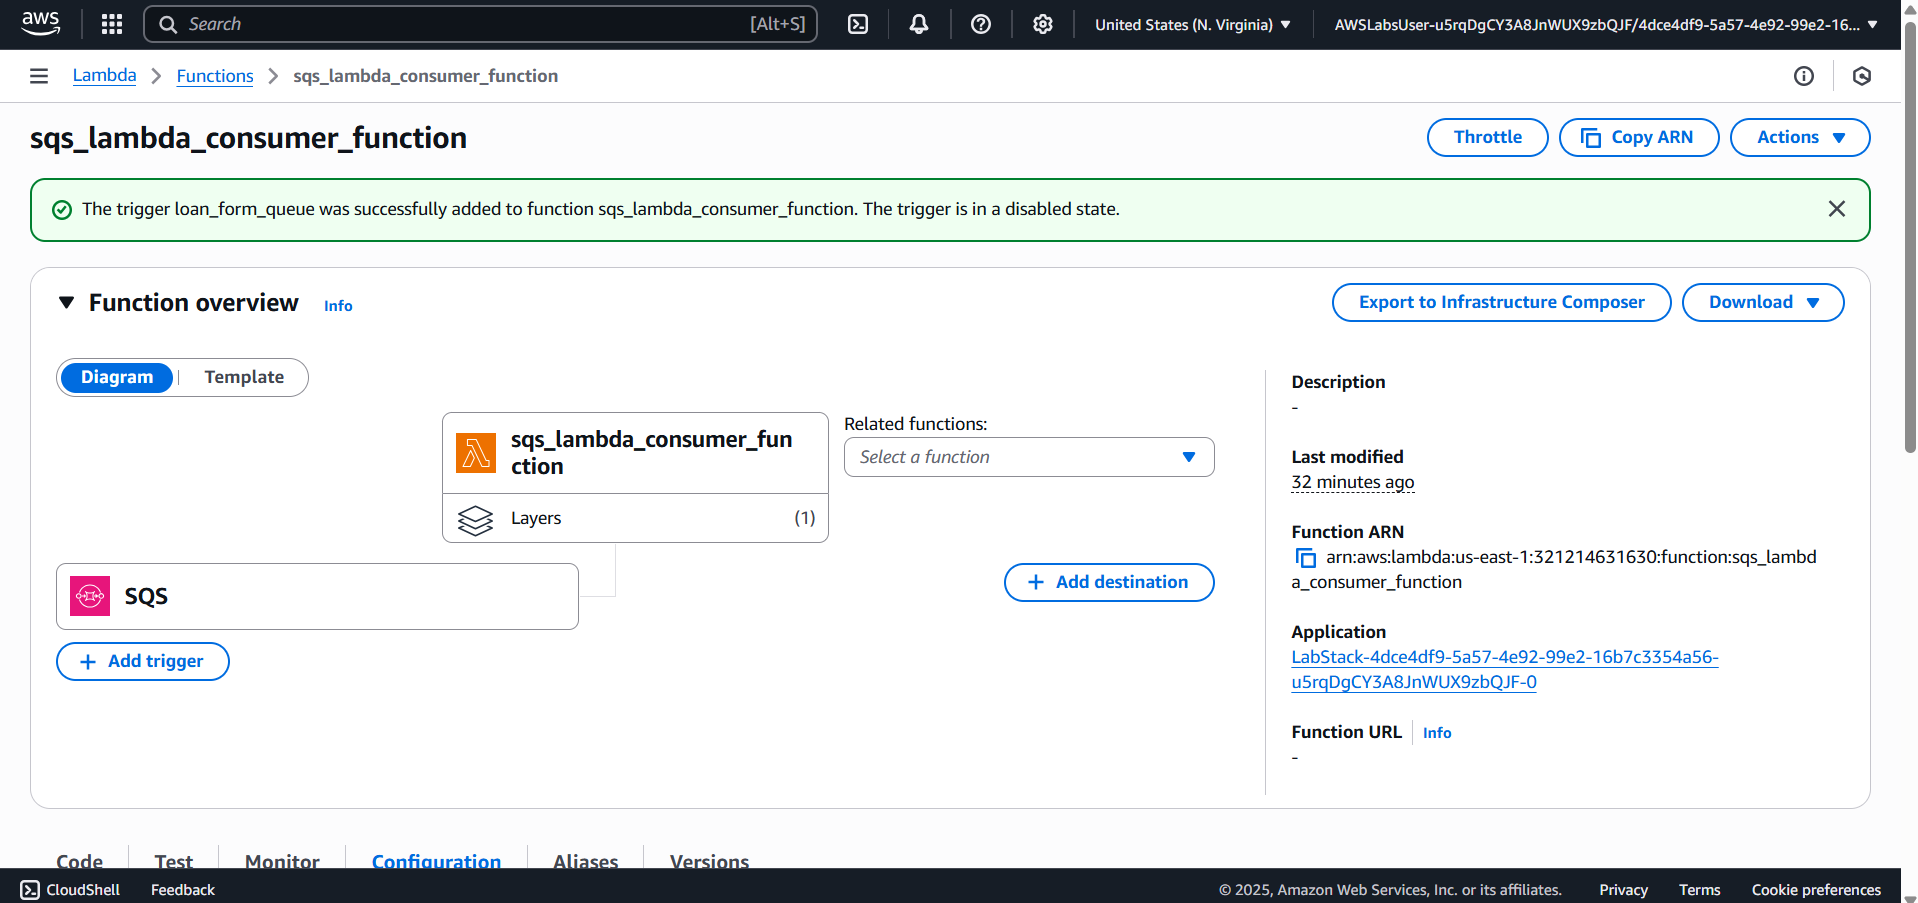 aws
Search
[Alt+S]
United States (N. Virginia)
AWSLabsUser-u5rqDgCY3A8JnWUX9zbQJF/4dce4df9-5a57-4e92-99e2-16...
Lambda
Functions
sqs_lambda_consumer_function
sqs_lambda_consumer_function
Throttle
Copy ARN
Actions
The trigger loan_form_queue was successfully added to function sqs_lambda_consumer_function. The trigger is in a disabled state.
Function overview
Info
Export to Infrastructure Composer
Download
Diagram
Template
sqs_lambda_consumer_fun
ction
Layers
(1)
Related functions:
Select a function
SQS
Add trigger
Add destination
Description
-
Last modified
32 minutes ago
Function ARN
arn:aws:lambda:us-east-1:321214631630:function:sqs_lambd
a_consumer_function
Application
LabStack-4dce4df9-5a57-4e92-99e2-16b7c3354a56-
u5rqDgCY3A8JnWUX9zbQJF-0
Function URL
Info
-
Code
Test
Monitor
Configuration
Aliases
Versions
CloudShell
Feedback
© 2025, Amazon Web Services, Inc. or its affiliates.
Privacy
Terms
Cookie preferences